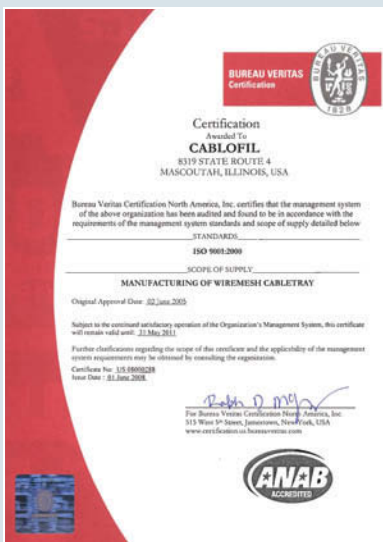 BUREAU VERITAS
Certification
BUREAU VERITAS
1828
Certification
Awarded To
CABLOFIL
8319 STATE ROUTE 4
MASCOUTAH, ILLINOIS, USA
Bureau Veritas Certification North America, Inc. certifies that the management system
of the above organization has been audited and found to be in accordance with the
requirements of the management system standards and scope of supply detailed below
STANDARDS
ISO 9001:2000
SCOPE OF SUPPLY
MANUFACTURING OF WIREMESH CABLETRAY
Original Approval Date: 02 June 2005
Subject to the continued satisfactory operation of the Organization's Management System, this certificate
will remain valid until: 31 May 2011
Further clarifications regarding the scope of this certificate and the applicability of the management
system requirements may be obtained by consulting the organization.
Certificate No: US
Issue Date: 01 June 2008
For Bureau Veritas Certification North America, Inc.
515 West 5th Street, Jamestown, New York, USA
www.certification.us.bureauveritas.com
ANAB
ACCREDITED